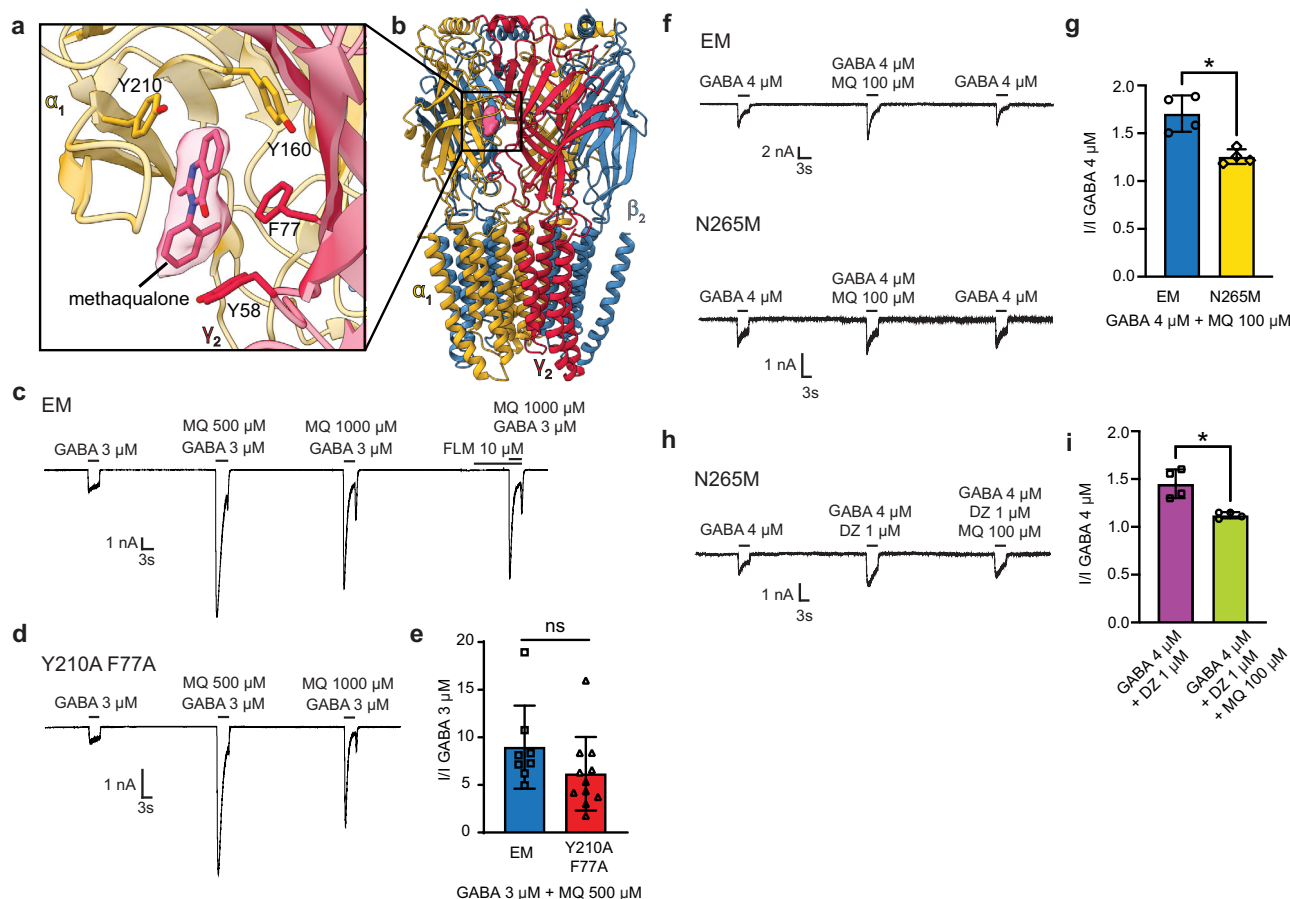 a
α1
Y210
Y160
F77
methaqualone
Y58
γ2
b
β2
α1
γ2
c
EM
GABA 3 µM
MQ 500 µM
GABA 3 µM
MQ 1000 µM
GABA 3 µM
MQ 1000 µM
GABA 3 µM
FLM 10 µM
1 nA
3s
d
Y210A F77A
GABA 3 µM
MQ 500 µM
GABA 3 µM
MQ 1000 µM
GABA 3 µM
1 nA
3s
e
ns
I/I GABA 3 µM
20
15
10
5
0
EM
Y210A
F77A
GABA 3 µM + MQ 500 µM
f
EM
GABA 4 µM
GABA 4 µM
MQ 100 µM
GABA 4 µM
2 nA
3s
N265M
GABA 4 µM
GABA 4 µM
MQ 100 µM
GABA 4 µM
1 nA
3s
g
*
I/I GABA 4 µM
2.0
1.5
1.0
0.5
0.0
EM
N265M
GABA 4 µM + MQ 100 µM
h
N265M
GABA 4 µM
GABA 4 µM
DZ 1 µM
GABA 4 µM
DZ 1 µM
MQ 100 µM
1 nA
3s
i
*
I/I GABA 4 µM
2.0
1.5
1.0
0.5
0.0
GABA 4 µM
+ DZ 1 µM
GABA 4 µM
+ DZ 1 µM
+ MQ 100 µM